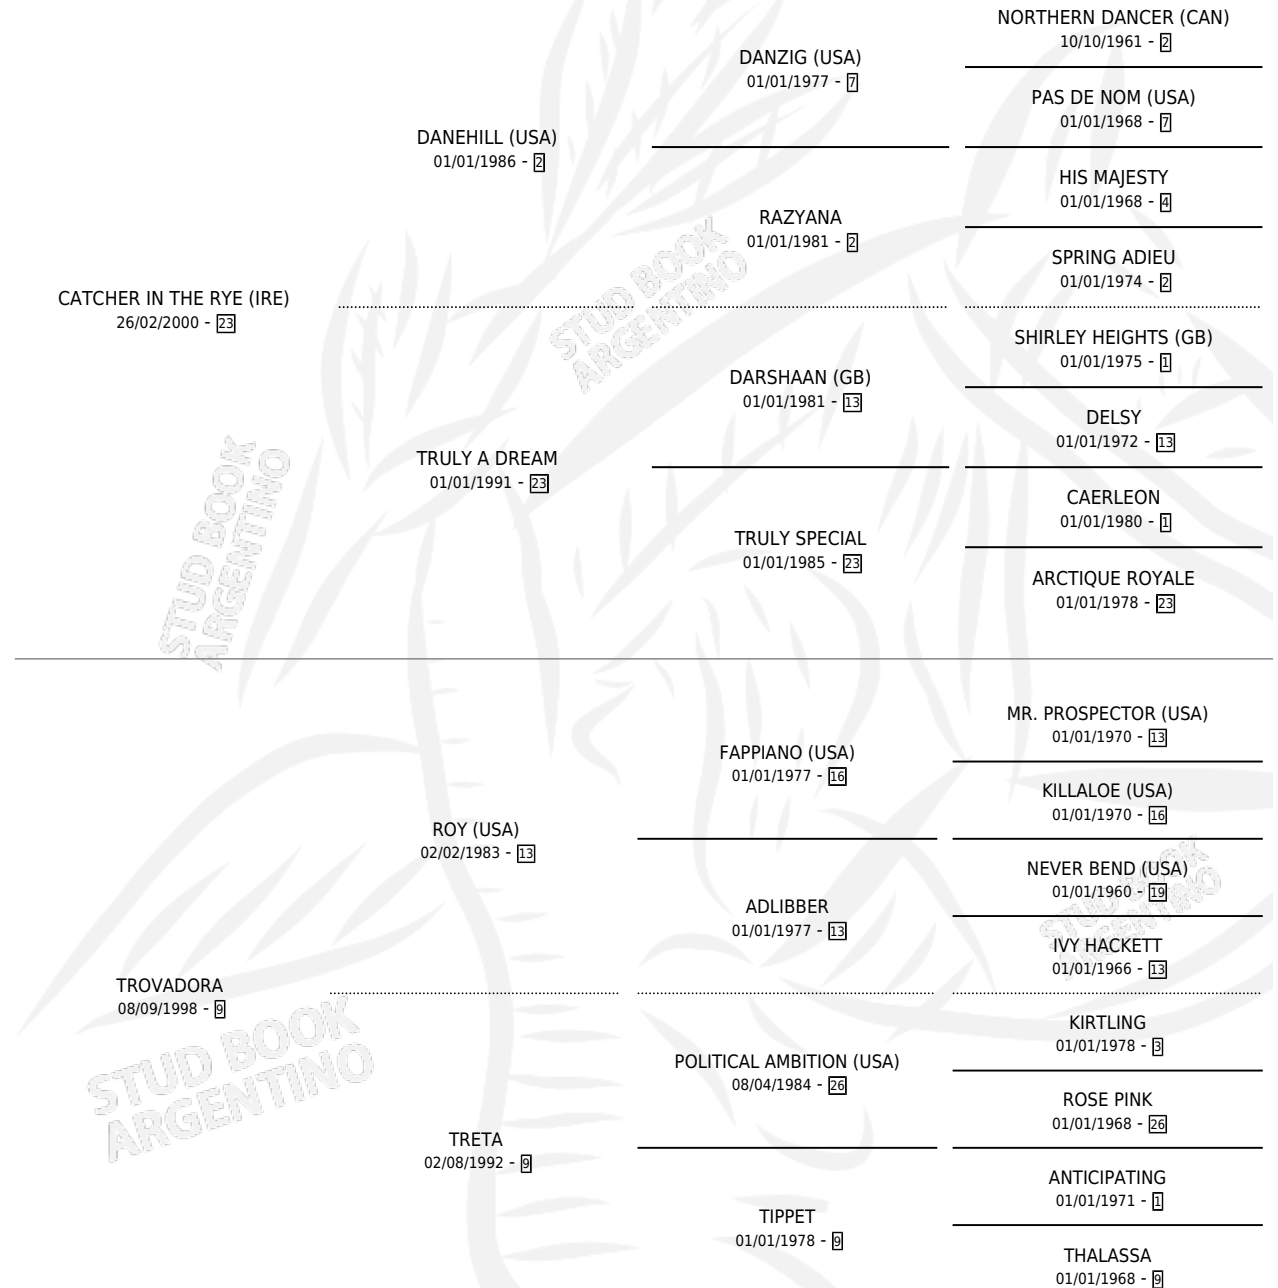 NORTHERN DANCER (CAN)
10/10/1961 - 2
DANZIG (USA)
01/01/1977 - 7
PAS DE NOM (USA)
01/01/1968 - 7
DANEHILL (USA)
01/01/1986 - 2
HIS MAJESTY
01/01/1968 - 4
RAZYANA
01/01/1981 - 2
SPRING ADIEU
01/01/1974 - 2
CATCHER IN THE RYE (IRE)
26/02/2000 - 23
STUD BOOK
ARGENTINO
SHIRLEY HEIGHTS (GB)
01/01/1975 - 1
DARSHAAN (GB)
01/01/1981 - 13
DELSY
01/01/1972 - 13
TRULY A DREAM
01/01/1991 - 23
CAERLEON
01/01/1980 - 1
TRULY SPECIAL
01/01/1985 - 23
ARCTIQUE ROYALE
01/01/1978 - 23
STUD BOOK
ARGENTINO
MR. PROSPECTOR (USA)
01/01/1970 - 13
FAPPIANO (USA)
01/01/1977 - 16
KILLALOE (USA)
01/01/1970 - 16
ROY (USA)
02/02/1983 - 13
NEVER BEND (USA)
01/01/1960 - 19
ADLIBBER
01/01/1977 - 13
STUD BOOK
ARGENTINO
IVY HACKETT
01/01/1966 - 13
TROVADORA
08/09/1998 - 9
STUD BOOK
ARGENTINO
KIRTLING
01/01/1978 - 3
POLITICAL AMBITION (USA)
08/04/1984 - 26
ROSE PINK
01/01/1968 - 26
TRETA
02/08/1992 - 9
ANTICIPATING
01/01/1971 - 1
TIPPET
01/01/1978 - 9
THALASSA
01/01/1968 - 9